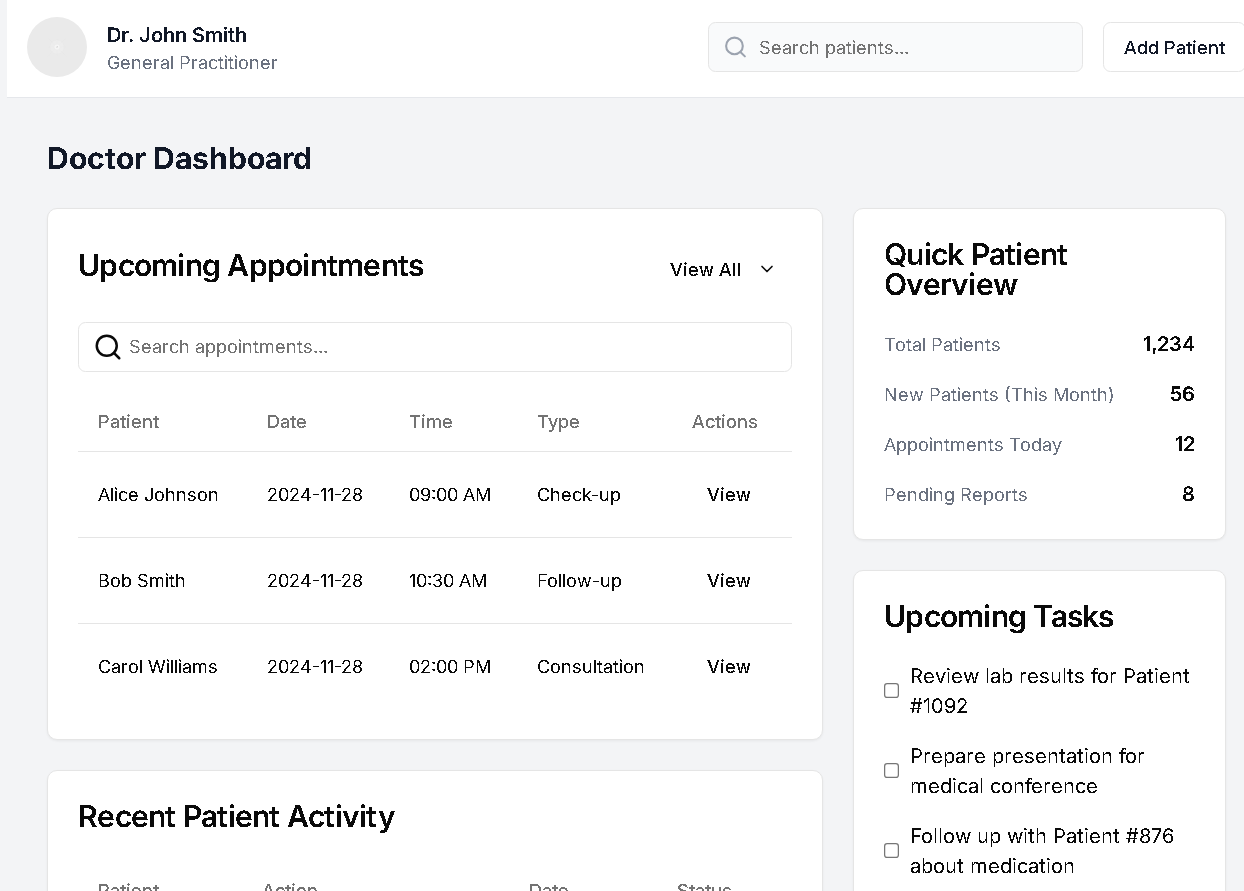 Dr. John Smith
General Practitioner
Search patients...
Add Patient
Doctor Dashboard
Upcoming Appointments
View All
Search appointments...
Patient Date Time Type Actions
Alice Johnson 2024-11-28 09:00 AM Check-up View
Bob Smith 2024-11-28 10:30 AM Follow-up View
Carol Williams 2024-11-28 02:00 PM Consultation View
Recent Patient Activity
Patient Action Date Status
Quick Patient
Overview
Total Patients 1,234
New Patients (This Month) 56
Appointments Today 12
Pending Reports 8
Upcoming Tasks
Review lab results for Patient
#1092
Prepare presentation for
medical conference
Follow up with Patient #876
about medication